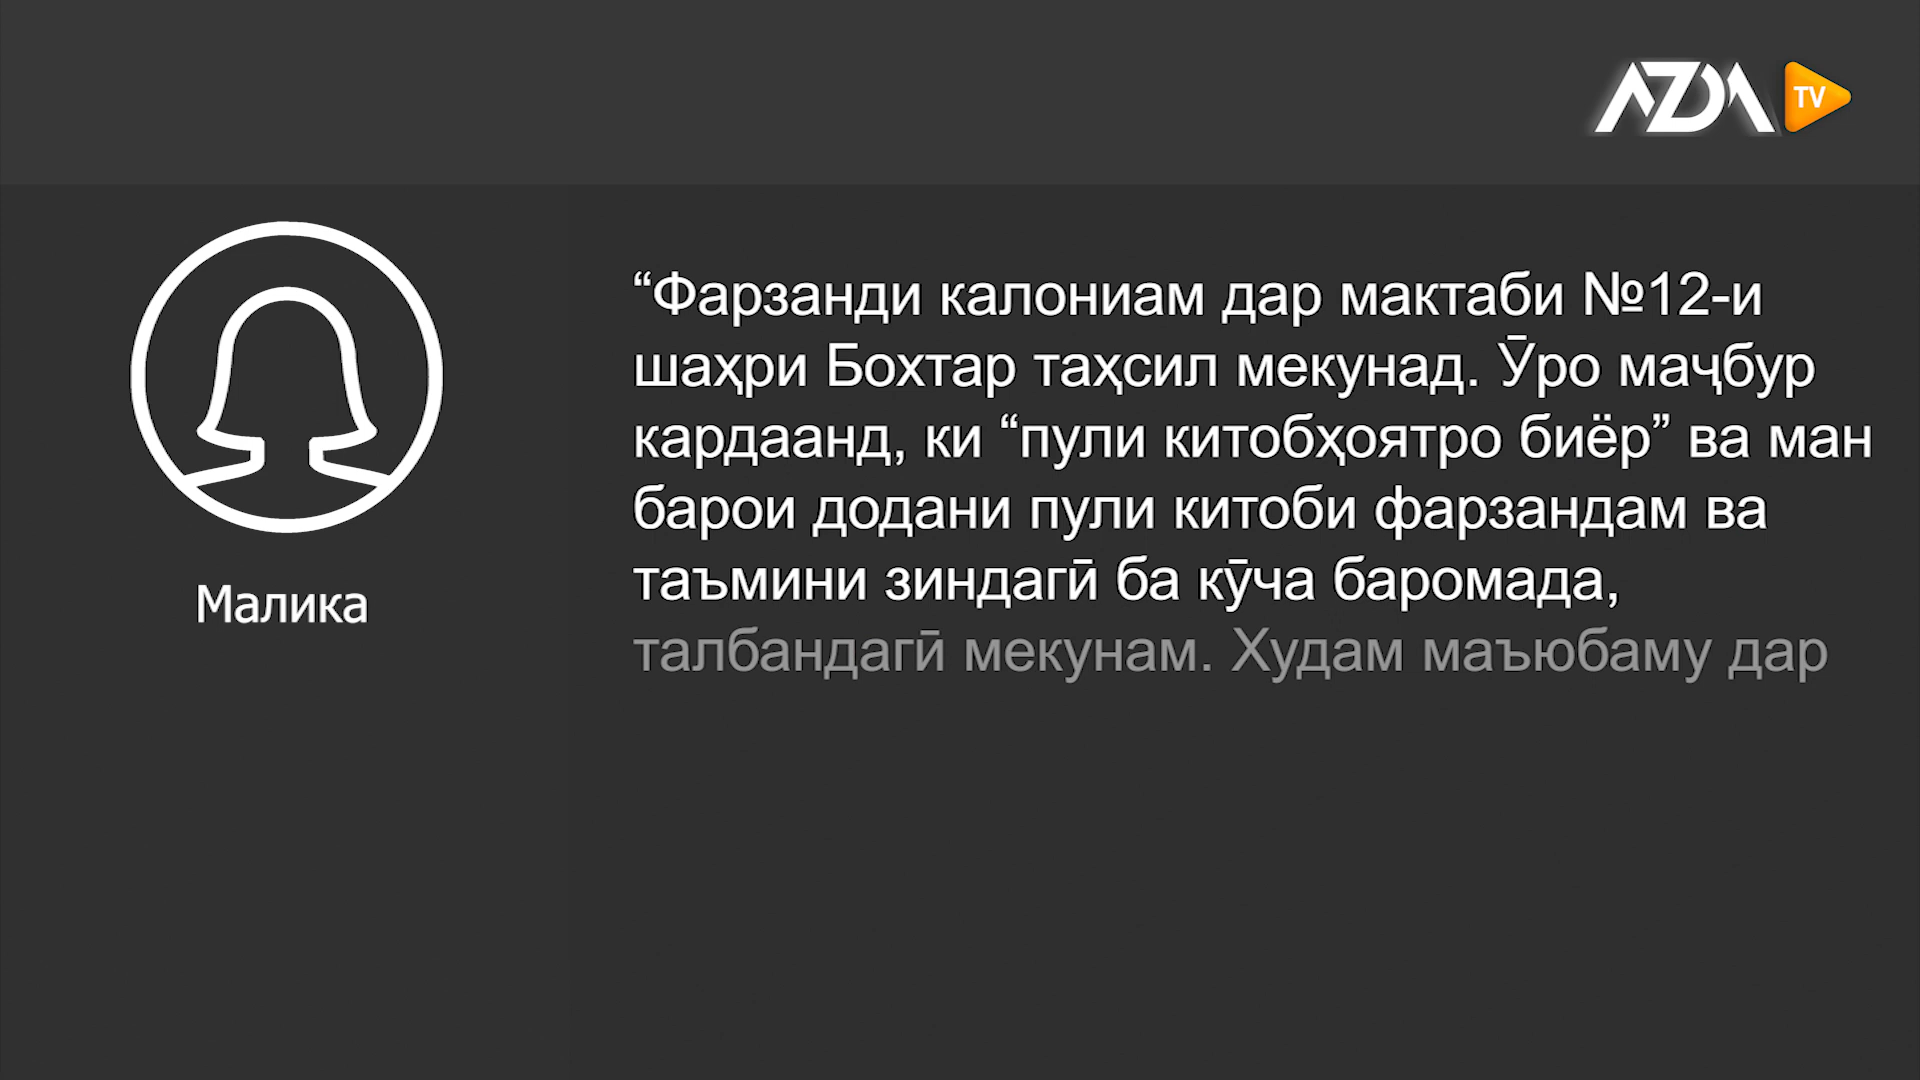 AZDA TV
“Фарзанди калониам дар мактаби №12-и
шаҳри Бохтар таҳсил мекунад. Ӯро маҷбур
кардаанд, ки “пули китобҳоятро биёр” ва ман
барои додани пули китоби фарзандам ва
таъмини зиндагӣ ба кӯча баромада,
талбандагӣ мекунам. Худам маъюбаму дар
Малика